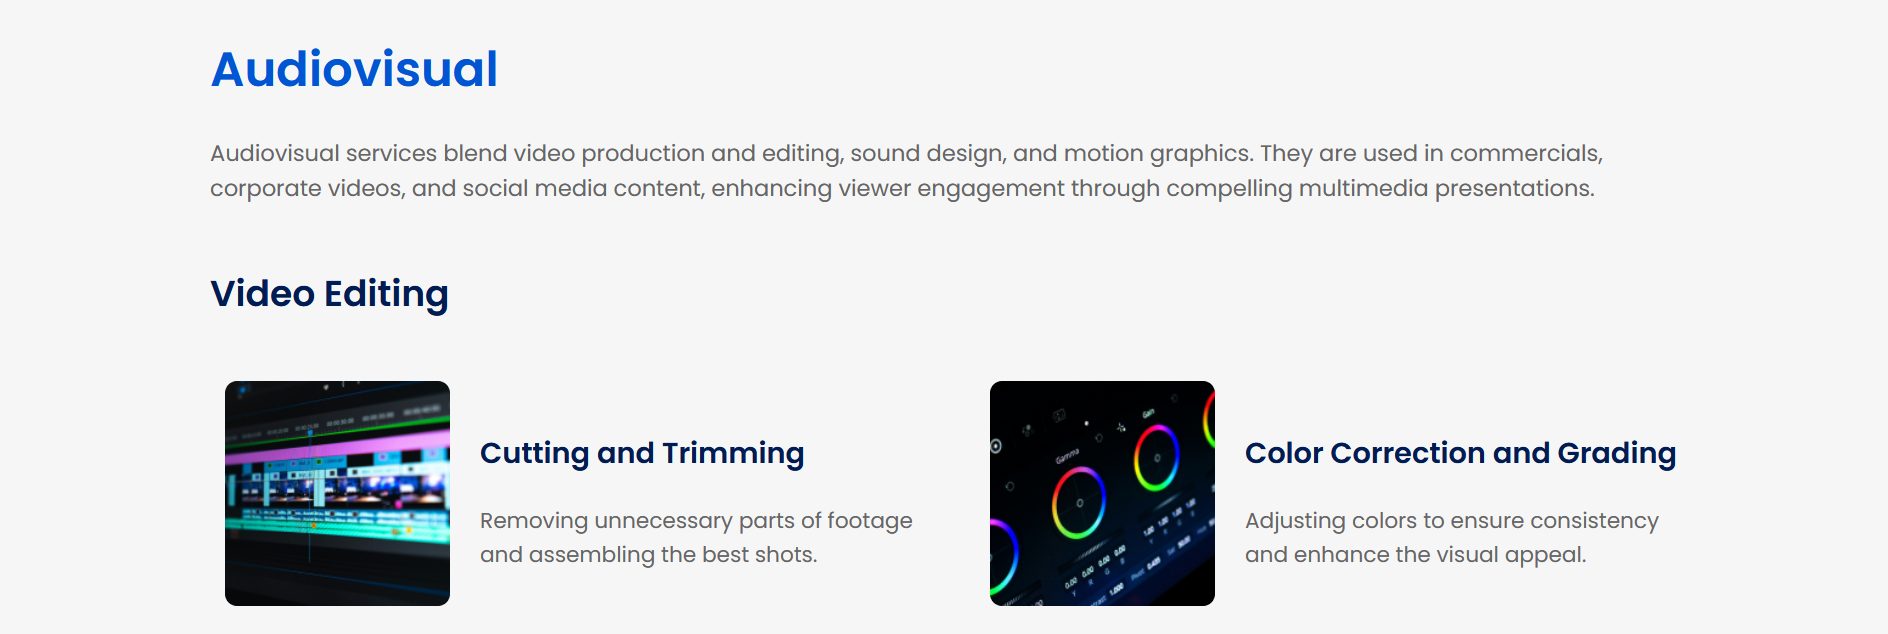 Audiovisual
Audiovisual services blend video production and editing, sound design, and motion graphics. They are used in commercials,
corporate videos, and social media content, enhancing viewer engagement through compelling multimedia presentations.
Video Editing
Cutting and Trimming
Removing unnecessary parts of footage
and assembling the best shots.
Gain
Gamma
Color Correction and Grading
Adjusting colors to ensure consistency
and enhance the visual appeal.